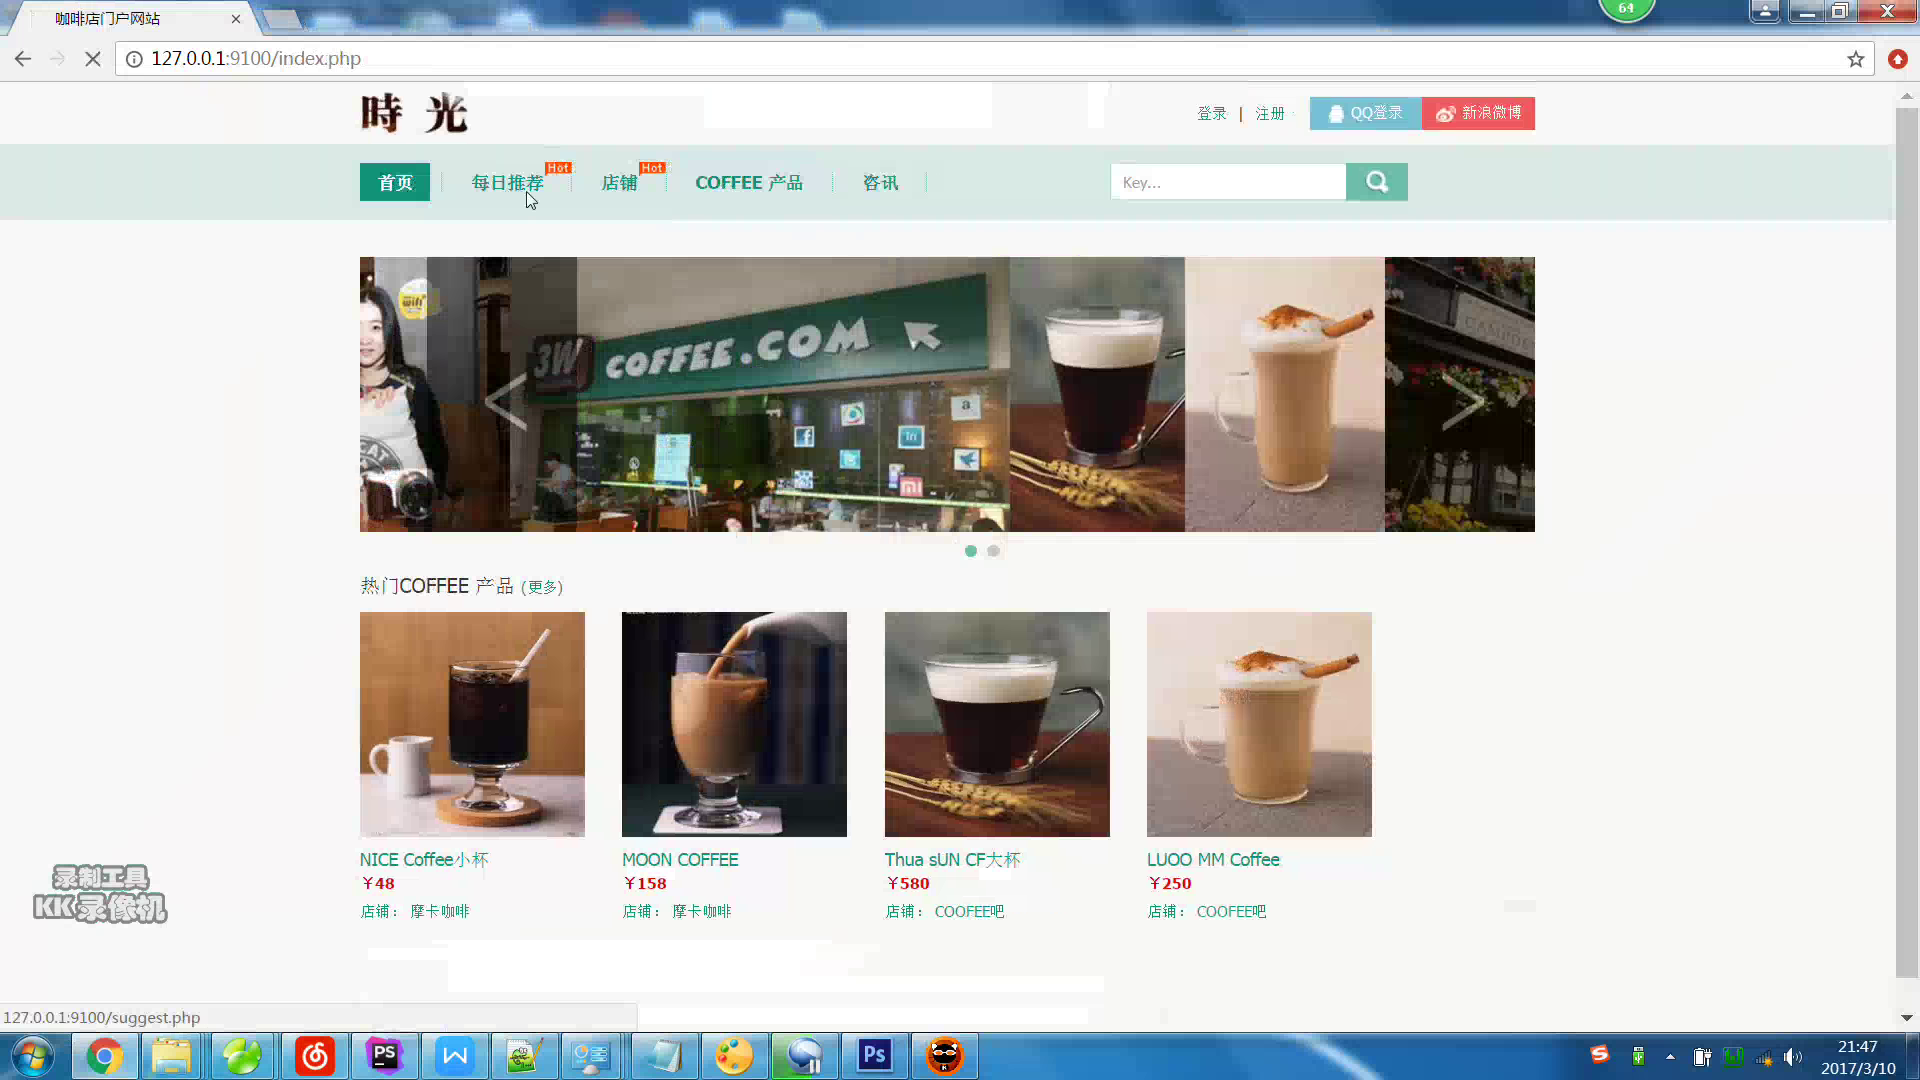 咖啡店门户网站
64
127.0.0.1:9100/index.php
時 光
登录 | 注册
QQ登录
新浪微博
首页
每日推荐
Hot
店铺
Hot
COFFEE 产品
咨讯
Key...
wifi
3W COFFEE.COM
热门COFFEE 产品 (更多)
NICE Coffee小杯
￥48
店铺： 摩卡咖啡
MOON COFFEE
￥158
店铺： 摩卡咖啡
Thua sUN CF大杯
￥580
店铺： COOFEE吧
LUOO MM Coffee
￥250
店铺： COOFEE吧
录制工具
KK录像机
127.0.0.1:9100/suggest.php
21:47
2017/3/10